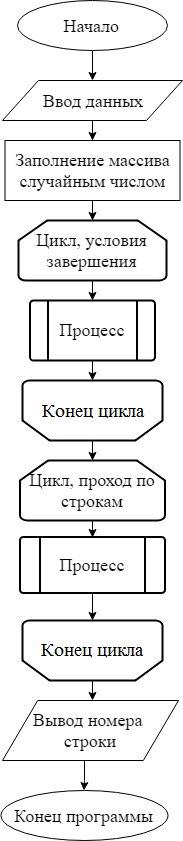 Начало
Ввод данных
Заполнение массива
случайным числом
Цикл, условия
завершения
Процесс
Конец цикла
Цикл, проход по
строкам
Процесс
Конец цикла
Вывод номера
строки
Конец программы